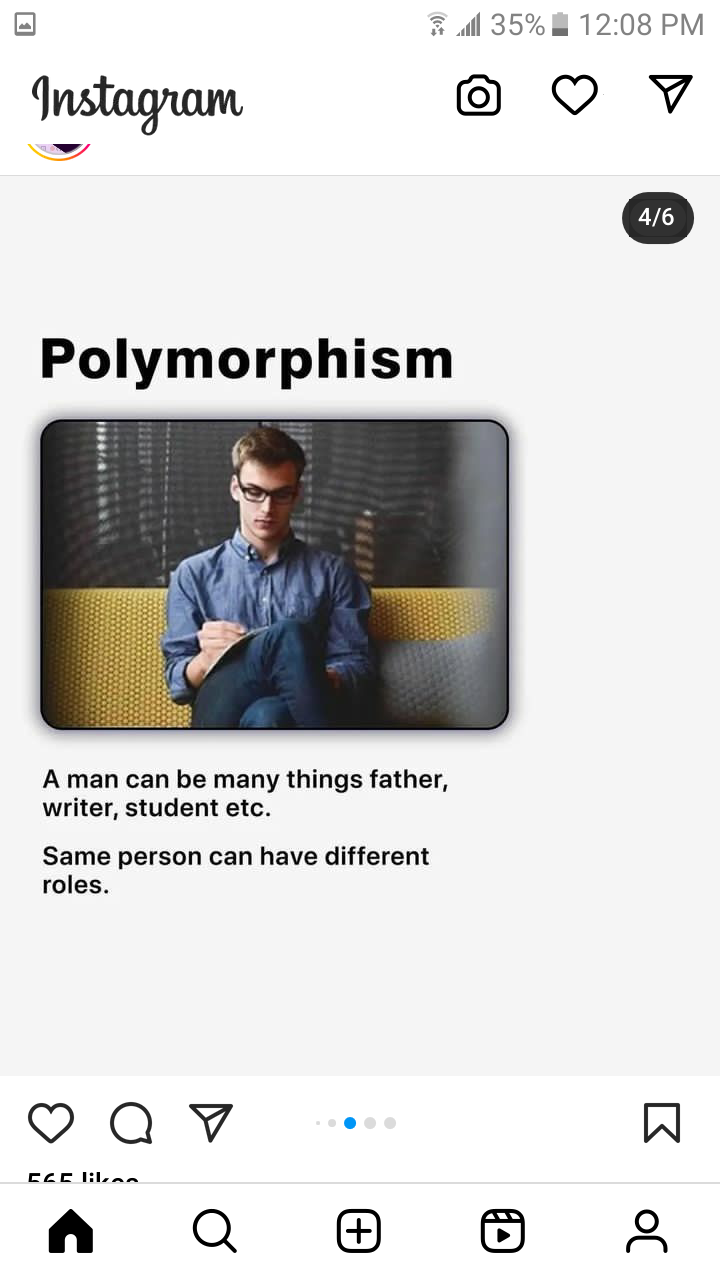 35% 12:08 PM
Instagram
4/6
Polymorphism
A man can be many things father,
writer, student etc.
Same person can have different
roles.
565 likes